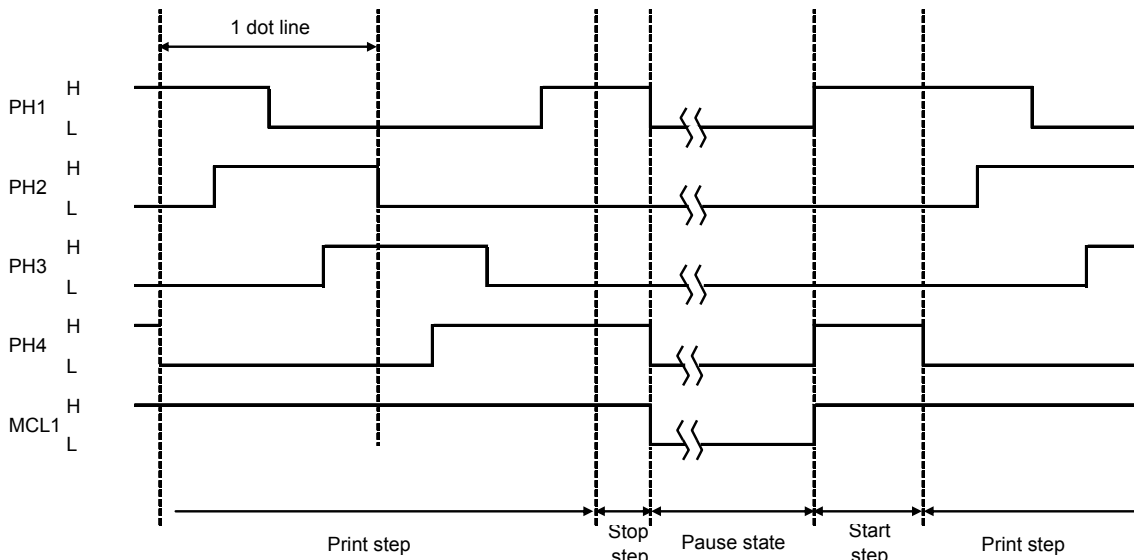 1 dot line
H
PH1
L
H
PH2
L
H
PH3
L
H
PH4
L
H
MCL1
L
Print step
Stop
step
Pause state
Start
step
Print step